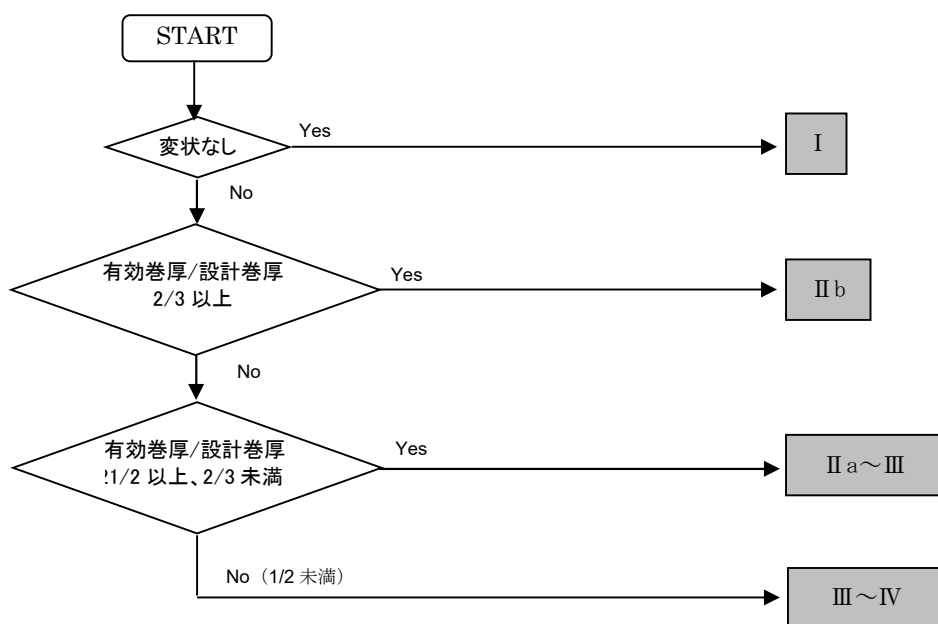 START
変状なし
Yes
Ⅰ
No
有効巻厚/設計巻厚
2/3 以上
Yes
Ⅱb
No
有効巻厚/設計巻厚
21/2 以上、2/3 未満
Yes
Ⅱa～Ⅲ
No（1/2 未満）
Ⅲ～Ⅳ